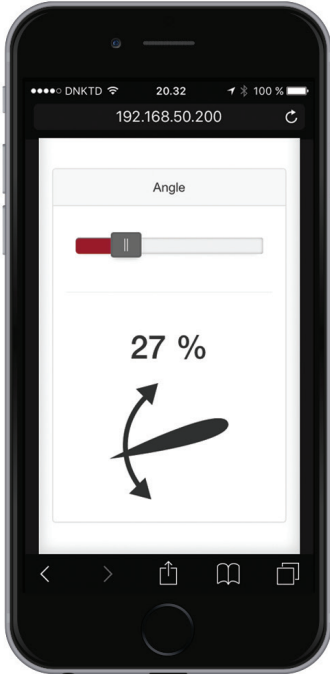 ●●●●○ DNKTD 20.32 100 %
192.168.50.200
Angle
27 %